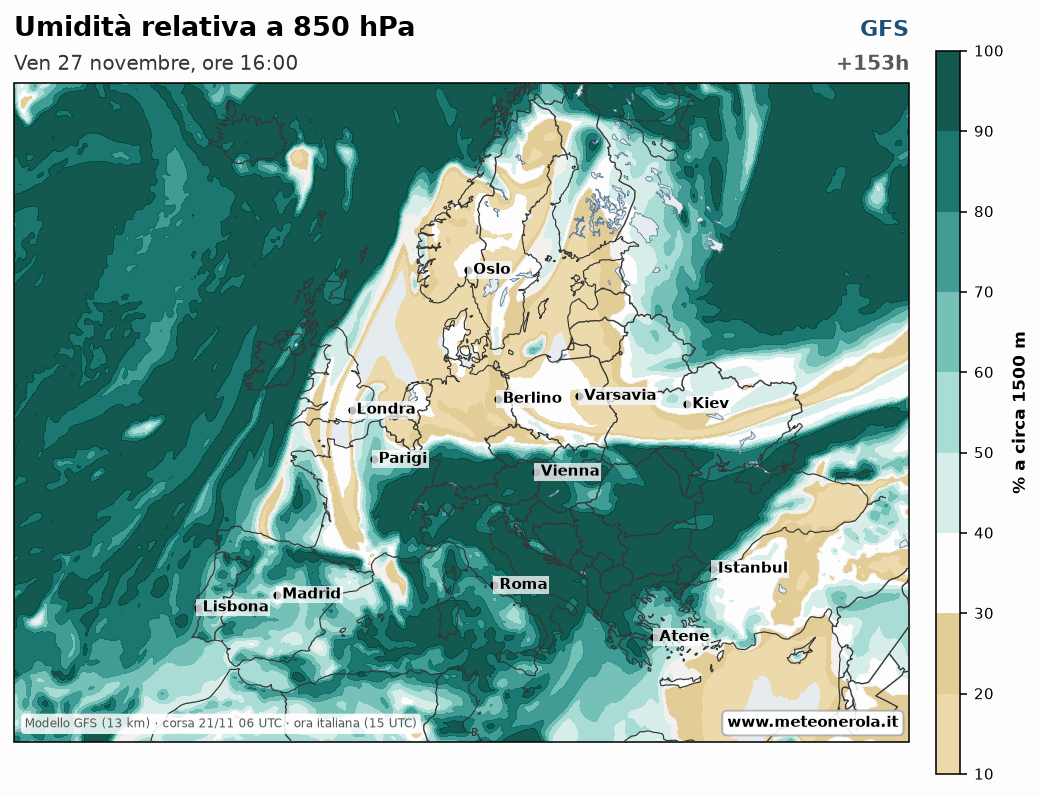 Umidità relativa a 850 hPa
GFS
Ven 27 novembre, ore 16:00
+153h
100
90
80
70
60
50
40
30
20
10
% a circa 1500 m
Oslo
Berlino
Varsavia
Kiev
Londra
Parigi
Vienna
Istanbul
Roma
Madrid
Lisbona
Atene
Modello GFS (13 km) · corsa 21/11 06 UTC · ora italiana (15 UTC)
www.meteonerola.it